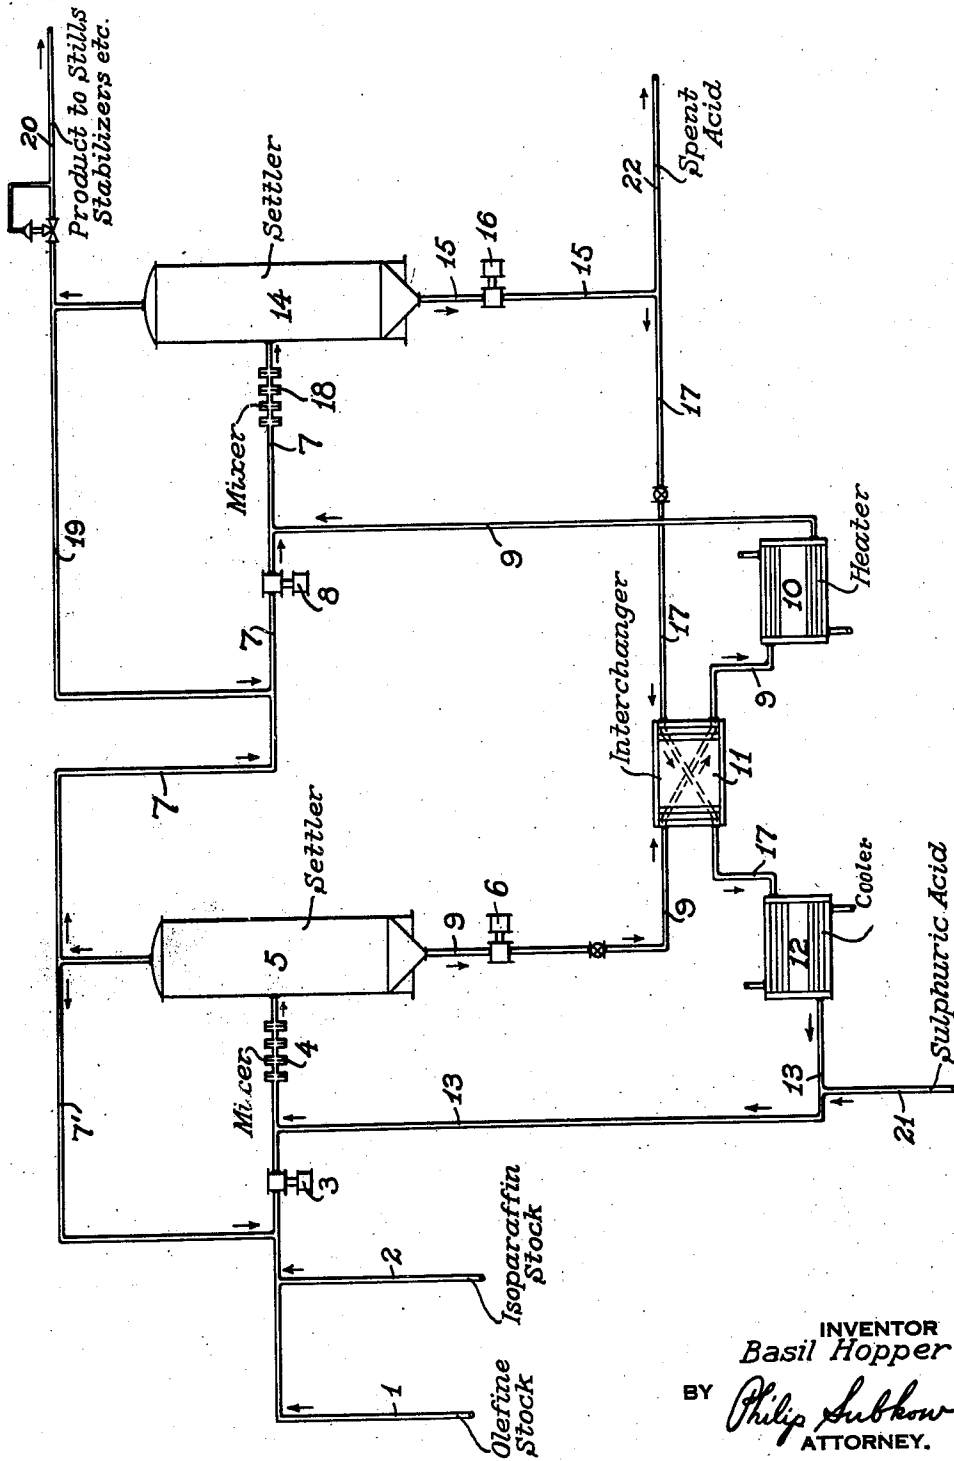 20
Product to Stills
Stabilizers etc.
19
Settler
14
15
16
15
22
Spent
Acid
Mixer
18
7
17
8
7
9
17
10
Heater
Interchanger
9
11
7
7'
Settler
5
6
9
9
17
Cooler
12
Mixer
4
13
13
3
21
Sulphuric Acid
2
Isoparaffin
Stock
1
Olefine
Stock
INVENTOR
Basil Hopper
BY
Philip Subkow
ATTORNEY.